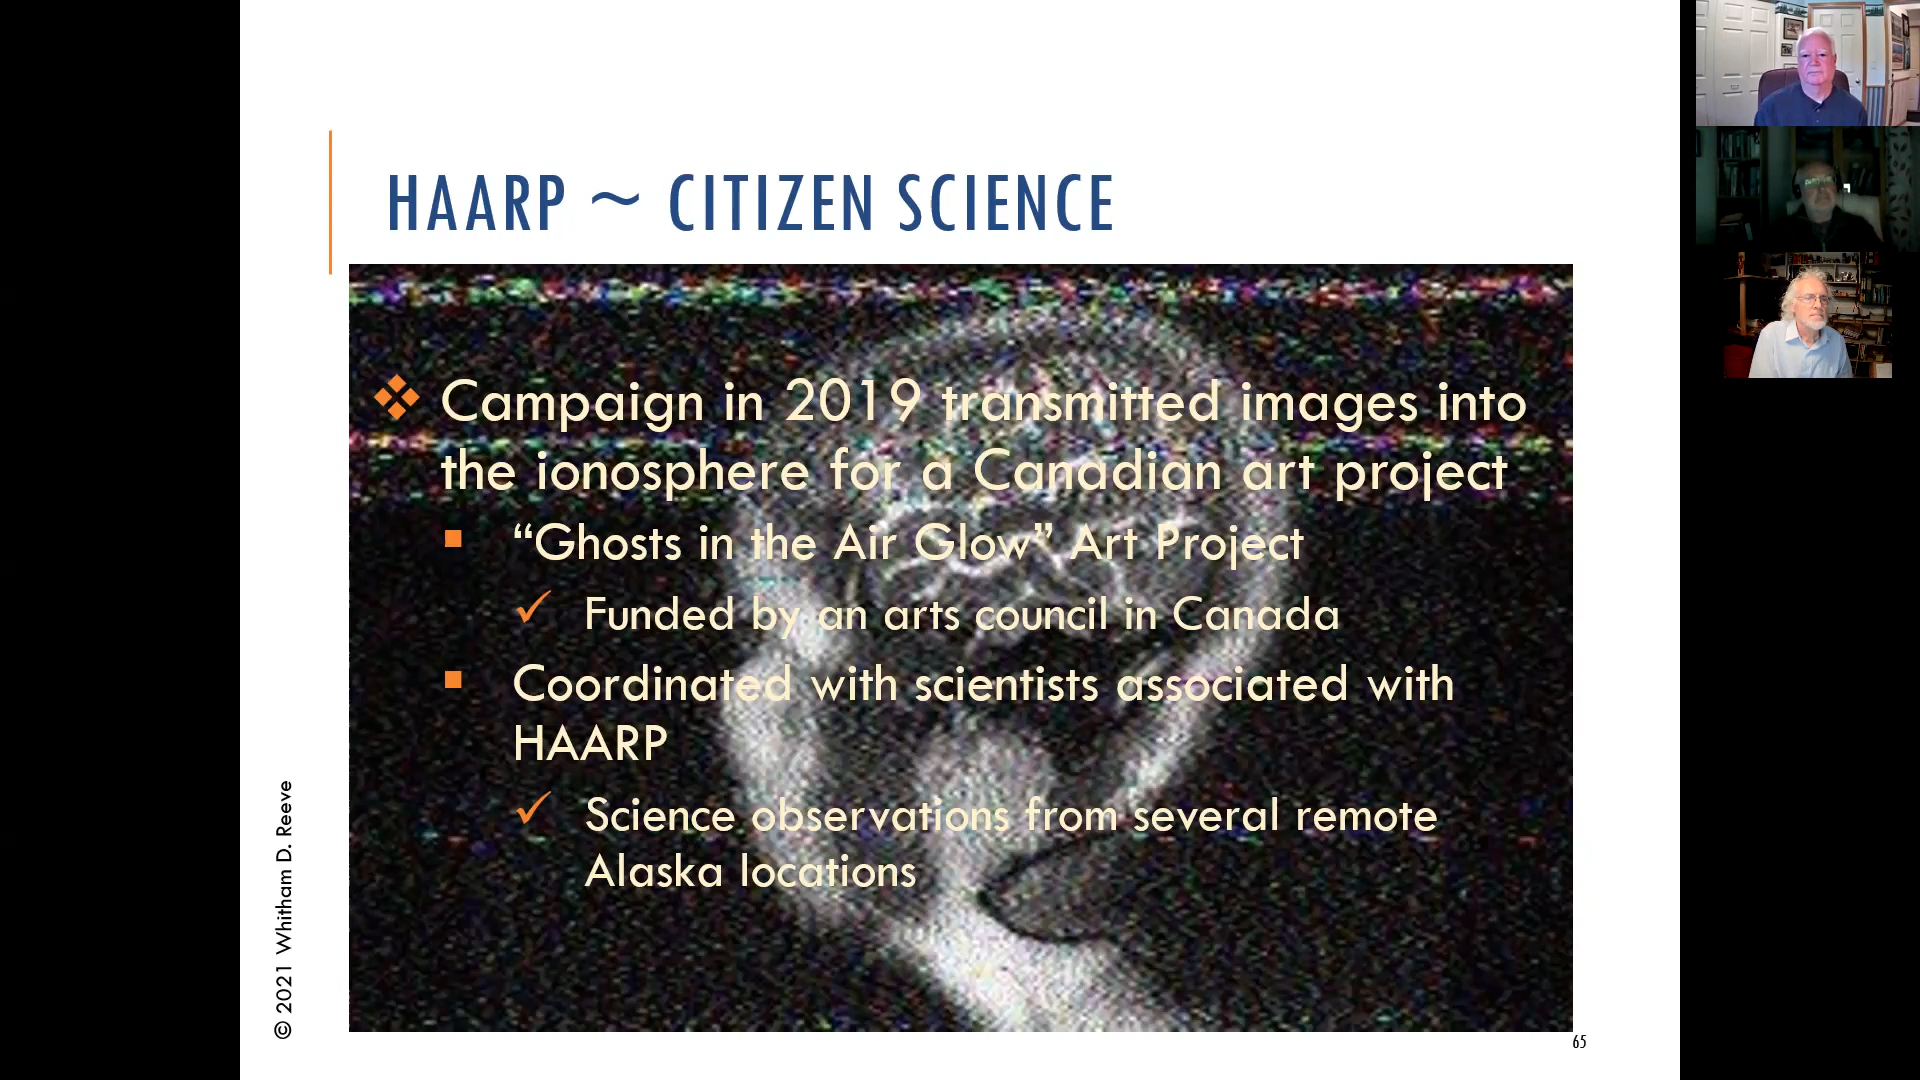 HAARP ~ CITIZEN SCIENCE
Campaign in 2019 transmitted images into
the ionosphere for a Canadian art project
“Ghosts in the Air Glow” Art Project
Funded by an arts council in Canada
Coordinated with scientists associated with
HAARP
Science observations from several remote
Alaska locations
© 2021 Whitham D. Reeve
65